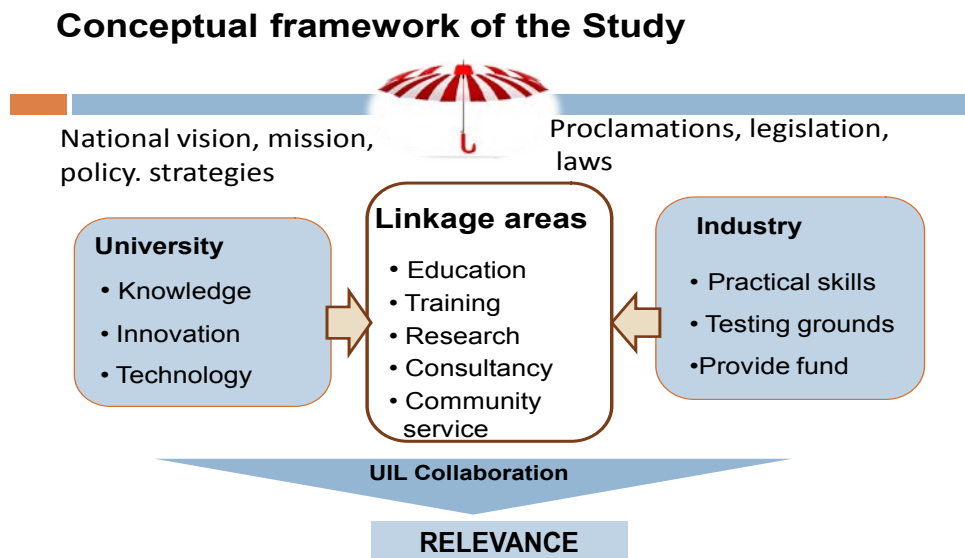 Conceptual framework of the Study
National vision, mission,
policy. strategies
Proclamations, legislation,
laws
University
• Knowledge
• Innovation
• Technology
Linkage areas
• Education
• Training
• Research
• Consultancy
• Community
service
Industry
• Practical skills
• Testing grounds
•Provide fund
UIL Collaboration
RELEVANCE